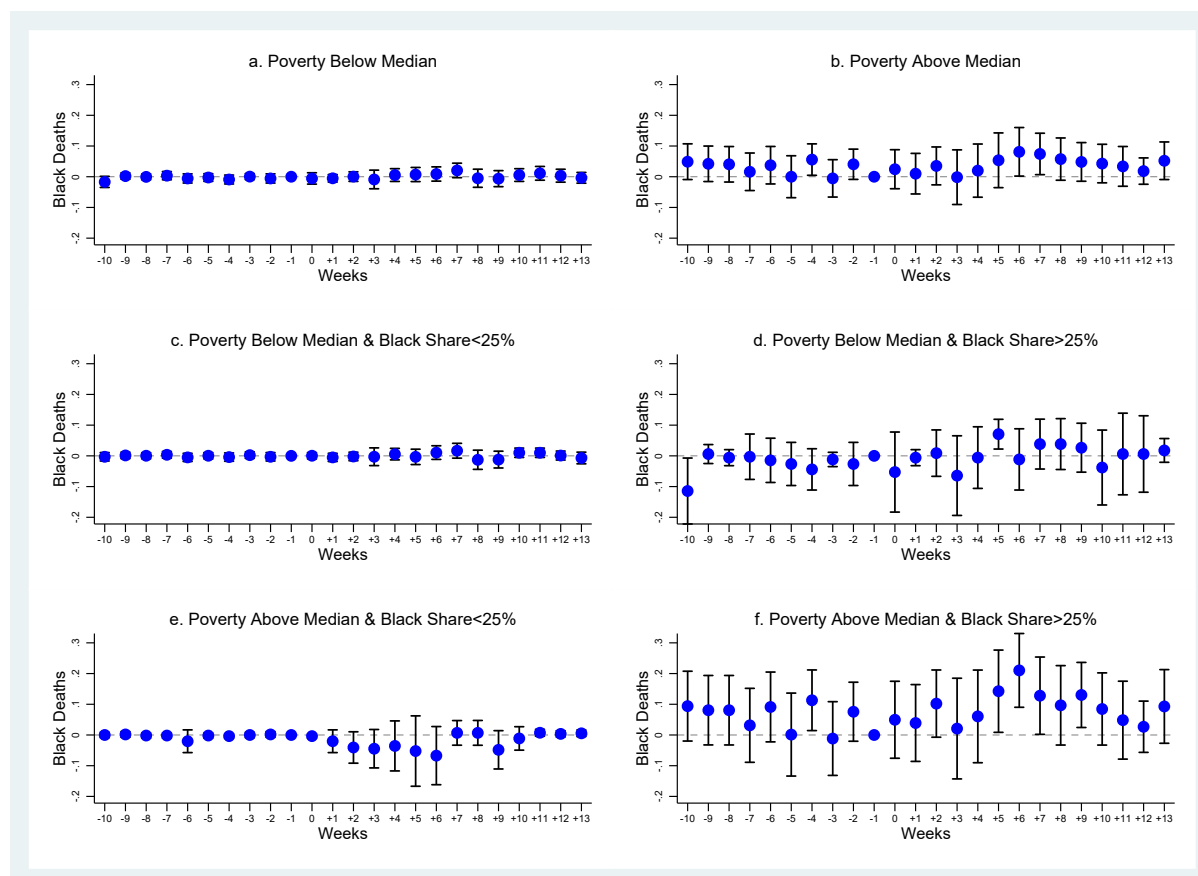 a. Poverty Below Median
Black Deaths
.3
.2
.1
0
-.1
-.2
-10 -9 -8 -7 -6 -5 -4 -3 -2 -1 0 +1 +2 +3 +4 +5 +6 +7 +8 +9 +10 +11 +12 +13
Weeks
b. Poverty Above Median
Black Deaths
.3
.2
.1
0
-.1
-.2
-10 -9 -8 -7 -6 -5 -4 -3 -2 -1 0 +1 +2 +3 +4 +5 +6 +7 +8 +9 +10 +11 +12 +13
Weeks
c. Poverty Below Median & Black Share<25%
Black Deaths
.3
.2
.1
0
-.1
-.2
-10 -9 -8 -7 -6 -5 -4 -3 -2 -1 0 +1 +2 +3 +4 +5 +6 +7 +8 +9 +10 +11 +12 +13
Weeks
d. Poverty Below Median & Black Share>25%
Black Deaths
.3
.2
.1
0
-.1
-.2
-10 -9 -8 -7 -6 -5 -4 -3 -2 -1 0 +1 +2 +3 +4 +5 +6 +7 +8 +9 +10 +11 +12 +13
Weeks
e. Poverty Above Median & Black Share<25%
Black Deaths
.3
.2
.1
0
-.1
-.2
-10 -9 -8 -7 -6 -5 -4 -3 -2 -1 0 +1 +2 +3 +4 +5 +6 +7 +8 +9 +10 +11 +12 +13
Weeks
f. Poverty Above Median & Black Share>25%
Black Deaths
.3
.2
.1
0
-.1
-.2
-10 -9 -8 -7 -6 -5 -4 -3 -2 -1 0 +1 +2 +3 +4 +5 +6 +7 +8 +9 +10 +11 +12 +13
Weeks